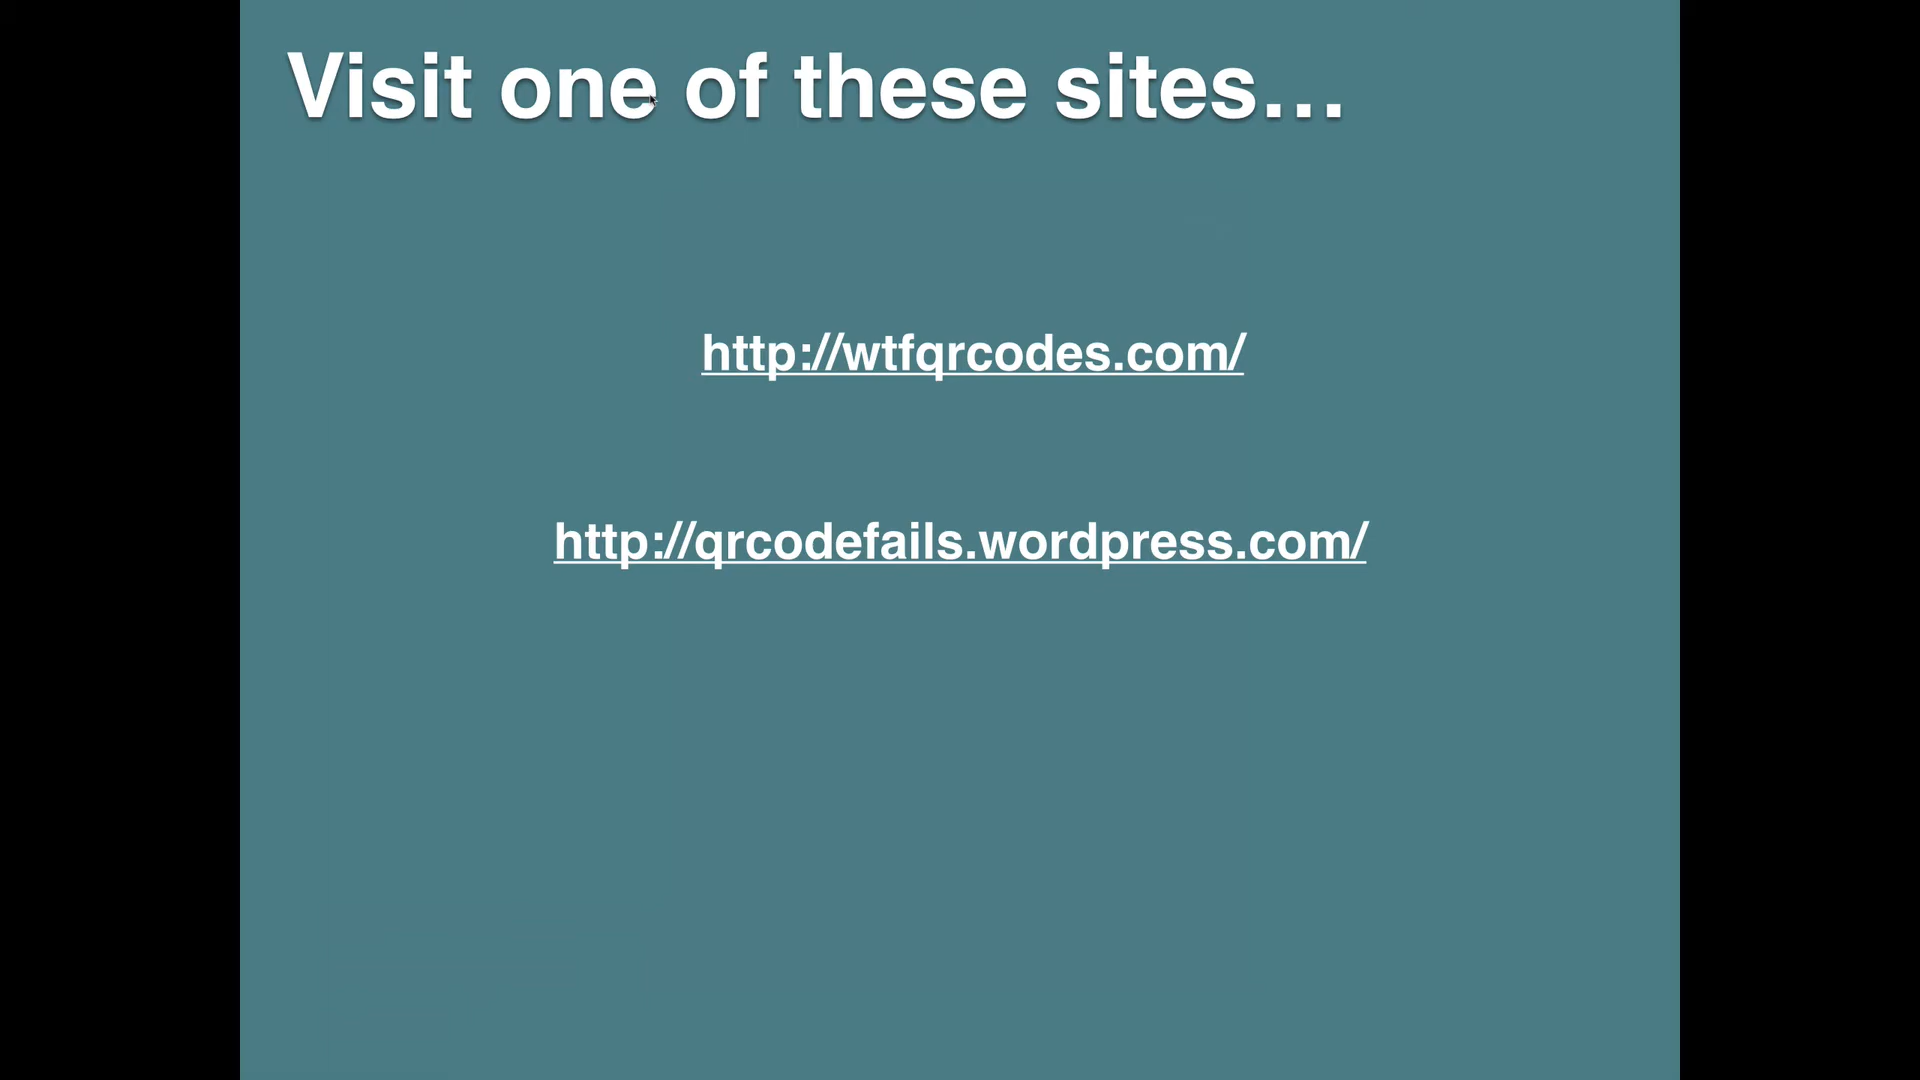 Visit one of these sites…
http://wtfqrcodes.com/
http://qrcodefails.wordpress.com/